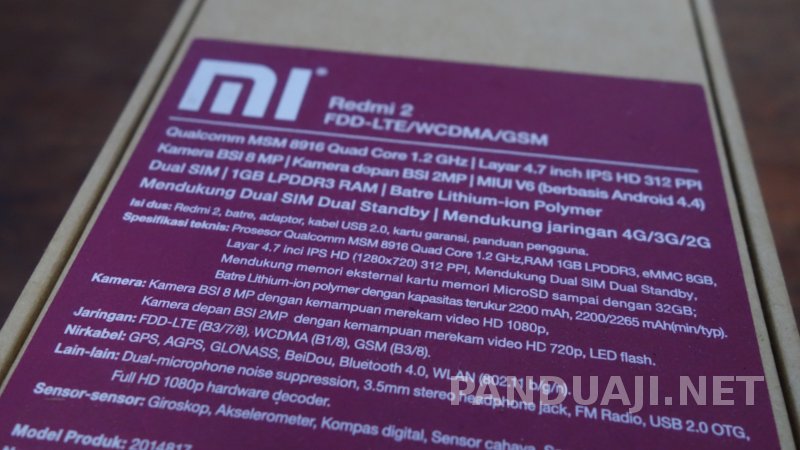 mi
Redmi 2
FDD-LTE/WCDMA/GSM
Qualcomm MSM 8916 Quad Core 1.2 GHz | Layar 4.7 inch IPS HD 312 PPI
Kamera BSI 8 MP | Kamera depan BSI 2MP | MIUI V6 (berbasis Android 4.4)
Dual SIM | 1GB LPDDR3 RAM | Batre Lithium-ion Polymer
Mendukung Dual SIM Dual Standby | Mendukung jaringan 4G/3G/2G
Isi dus: Redmi 2, batre, adaptor, kabel USB 2.0, kartu garansi, panduan pengguna.
Spesifikasi teknis: Prosesor Qualcomm MSM 8916 Quad Core 1.2 GHz,RAM 1GB LPDDR3, eMMC 8GB,
Layar 4.7 inci IPS HD (1280x720) 312 PPI, Mendukung Dual SIM Dual Standby,
Mendukung memori eksternal kartu memori MicroSD sampai dengan 32GB;
Batre Lithium-ion polymer dengan kapasitas terukur 2200 mAh, 2200/2265 mAh(min/typ).
Kamera: Kamera BSI 8 MP dengan kemampuan merekam video HD 1080p,
Kamera depan BSI 2MP dengan kemampuan merekam video HD 720p, LED flash.
Jaringan: FDD-LTE (B3/7/8), WCDMA (B1/8), GSM (B3/8).
Nirkabel: GPS, AGPS, GLONASS, BeiDou, Bluetooth 4.0, WLAN (802.11 b/g/n).
Lain-lain: Dual-microphone noise suppression, 3.5mm stereo headphone jack, FM Radio, USB 2.0 OTG,
Full HD 1080p hardware decoder.
Sensor-sensor: Giroskop, Akselerometer, Kompas digital, Sensor cahaya,
Model Produk: 2014817
PANDUAJI.NET